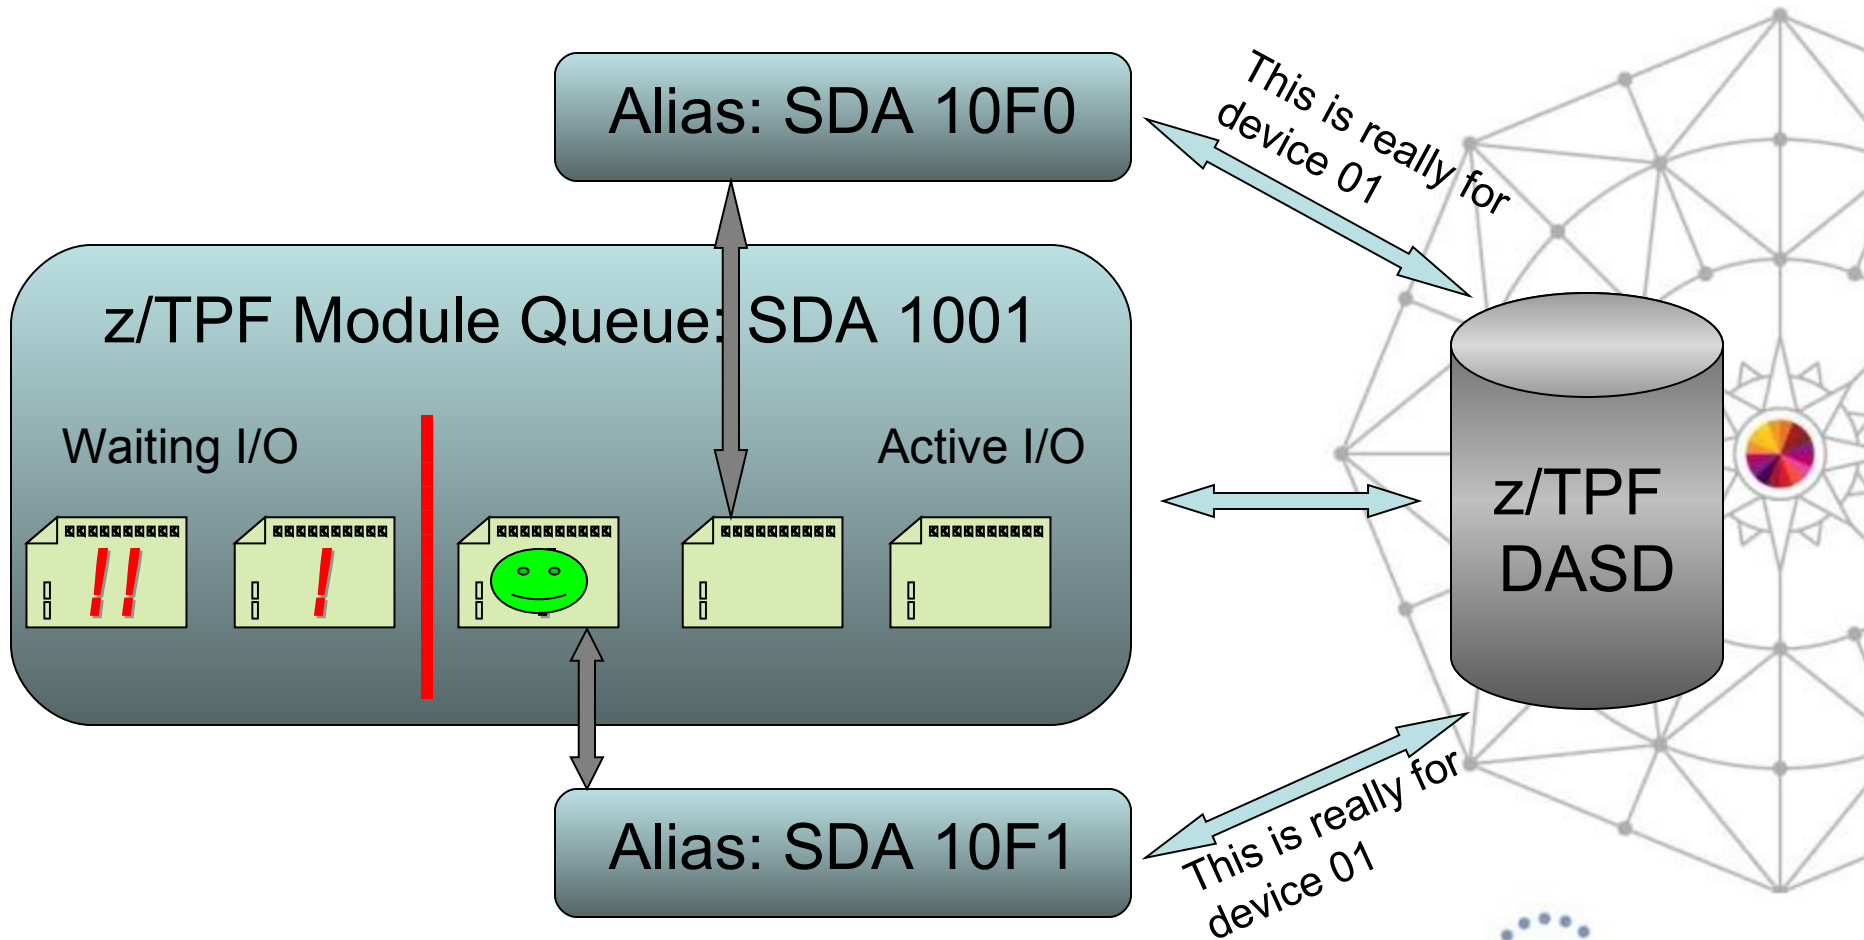 Alias: SDA 10F0
This is really for
device 01
z/TPF Module Queue: SDA 1001
Waiting I/O
Active I/O
!!
!
z/TPF
DASD
Alias: SDA 10F1
This is really for
device 01